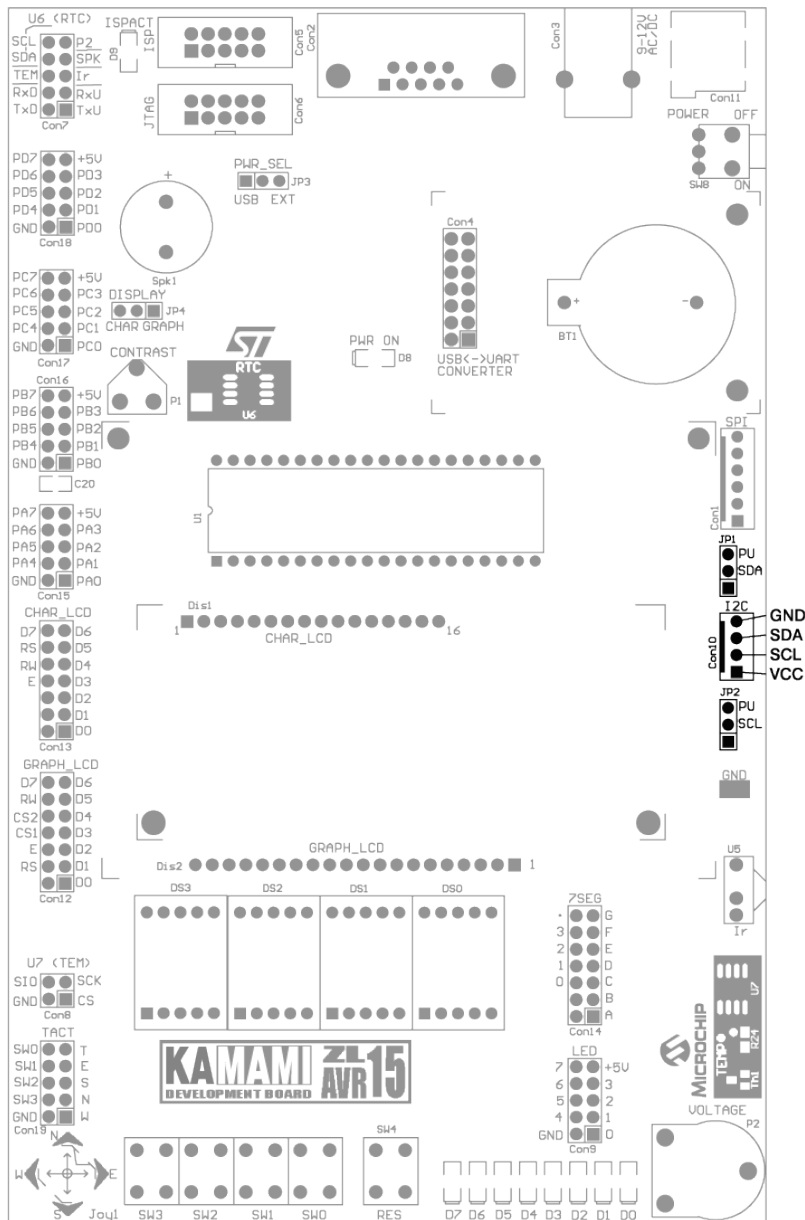 U6 (RTC)
SCL P2
SDA SPK
TEM Ir
RxD RxU
TxD TxU
Con7
ISPACT
D9
ISP
Con5
JTAG
Con6
Con2
Con3
9-12V
AC/DC
Con11
POWER OFF
SW8 ON
PD7 +5V
PD6 PD3
PD5 PD2
PD4 PD1
GND PD0
Con18
+
Spk1
PWR_SEL
JP3
USB EXT
Con4
USB<->UART
CONVERTER
+ -
BT1
PC7 +5V
PC6 PC3
PC5 PC2
PC4 PC1
GND PC0
Con17
DISPLAY
JP4
CHAR GRAPH
CONTRAST
P1
ST
RTC
U6
PWR ON
D8
Con16
PB7 +5V
PB6 PB3
PB5 PB2
PB4 PB1
GND PB0
C20
SPI
Con1
U1
PA7 +5V
PA6 PA3
PA5 PA2
PA4 PA1
GND PA0
Con15
JP1
PU
SDA
I2C
Con10
GND
SDA
SCL
VCC
JP2
PU
SCL
GND
CHAR_LCD
D7 D6
RS D5
RW D4
E D3
D2
D1
D0
Con13
Dis1
1 CHAR_LCD 16
GRAPH_LCD
D7 D6
RW D5
CS2 D4
CS1 D3
E D2
RS D1
D0
Con12
GRAPH_LCD
Dis2 1
DS3 DS2 DS1 DS0
U5
Ir
7SEG
. G
3 F
2 E
1 D
0 C
B
A
Con14
U7 (TEM)
SIO SCK
GND CS
Con8
MICROCHIP
TEMP
U7
R24
TN1
TACT
SW0 T
SW1 E
SW2 S
SW3 N
GND W
Con19
KAMAMI
DEVELOPMENT BOARD
ZL
AVR 15
LED
7 +5V
6 3
5 2
4 1
GND 0
Con9
VOLTAGE
P2
N
W E
S Joy1
SW3 SW2 SW1 SW0
SW4
RES
D7 D6 D5 D4 D3 D2 D1 D0